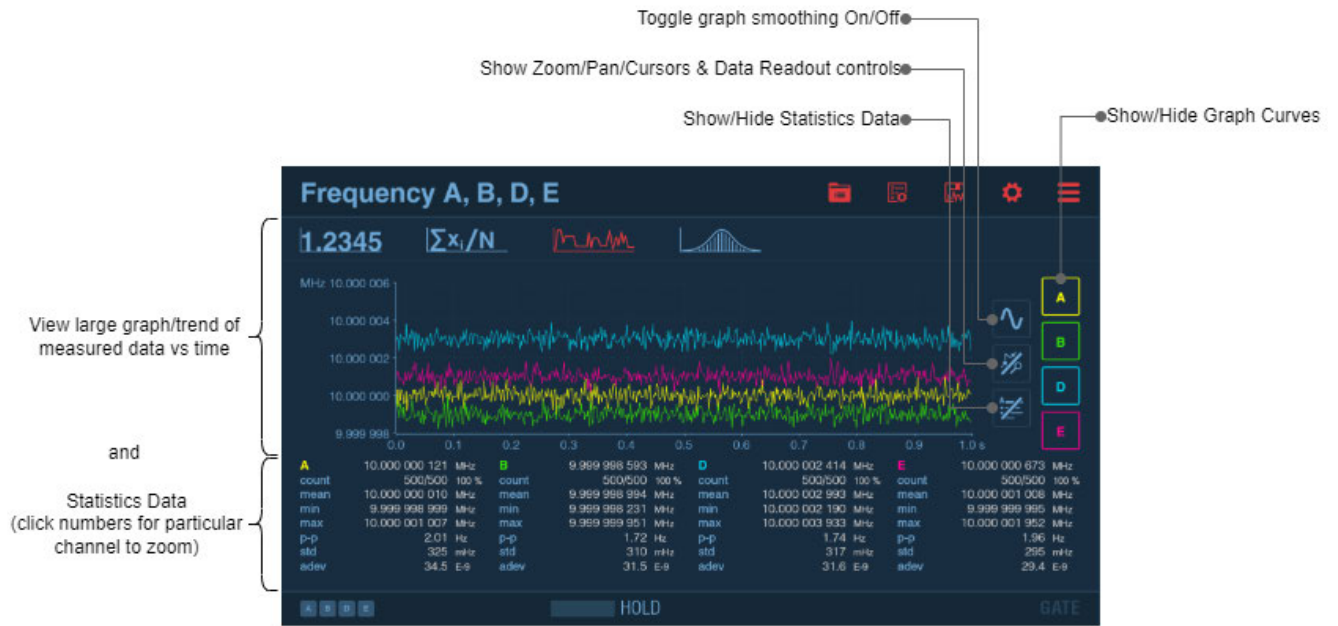 Toggle graph smoothing On/Off
Show Zoom/Pan/Cursors & Data Readout controls
Show/Hide Statistics Data
Show/Hide Graph Curves
Frequency A, B, D, E
1.2345 Σxᵢ/N
MHz 10.000 006
10.000 004
10.000 002
10.000 000
9.999 998
0.0 0.1 0.2 0.3 0.4 0.5 0.6 0.7 0.8 0.9 1.0 s
A
B
D
E
View large graph/trend of
measured data vs time
and
Statistics Data
(click numbers for particular
channel to zoom)
A 10.000 000 121 MHz B 9.999 998 593 MHz D 10.000 002 414 MHz E 10.000 000 673 MHz
count 500/500 100 % count 500/500 100 % count 500/500 100 % count 500/500 100 %
mean 10.000 000 010 MHz mean 9.999 998 994 MHz mean 10.000 002 993 MHz mean 10.000 001 008 MHz
min 9.999 998 999 MHz min 9.999 998 231 MHz min 10.000 002 190 MHz min 9.999 999 995 MHz
max 10.000 001 007 MHz max 9.999 999 951 MHz max 10.000 003 933 MHz max 10.000 001 952 MHz
p-p 2.01 Hz p-p 1.72 Hz p-p 1.74 Hz p-p 1.96 Hz
std 325 mHz std 310 mHz std 317 mHz std 295 mHz
adev 34.5 E-9 adev 31.5 E-9 adev 31.6 E-9 adev 29.4 E-9
A B D E HOLD GATE